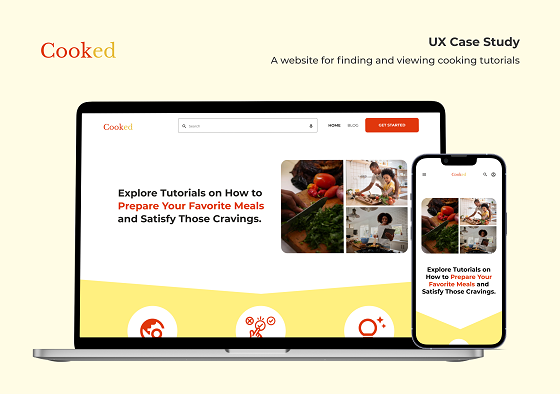 Cooked
UX Case Study
A website for finding and viewing cooking tutorials
Cooked
Search
HOME
BLOG
GET STARTED
Explore Tutorials on How to
Prepare Your Favorite Meals
and Satisfy Those Cravings.
Cooked
Explore Tutorials on
How to Prepare Your
Favorite Meals and
Satisfy Those Cravings.